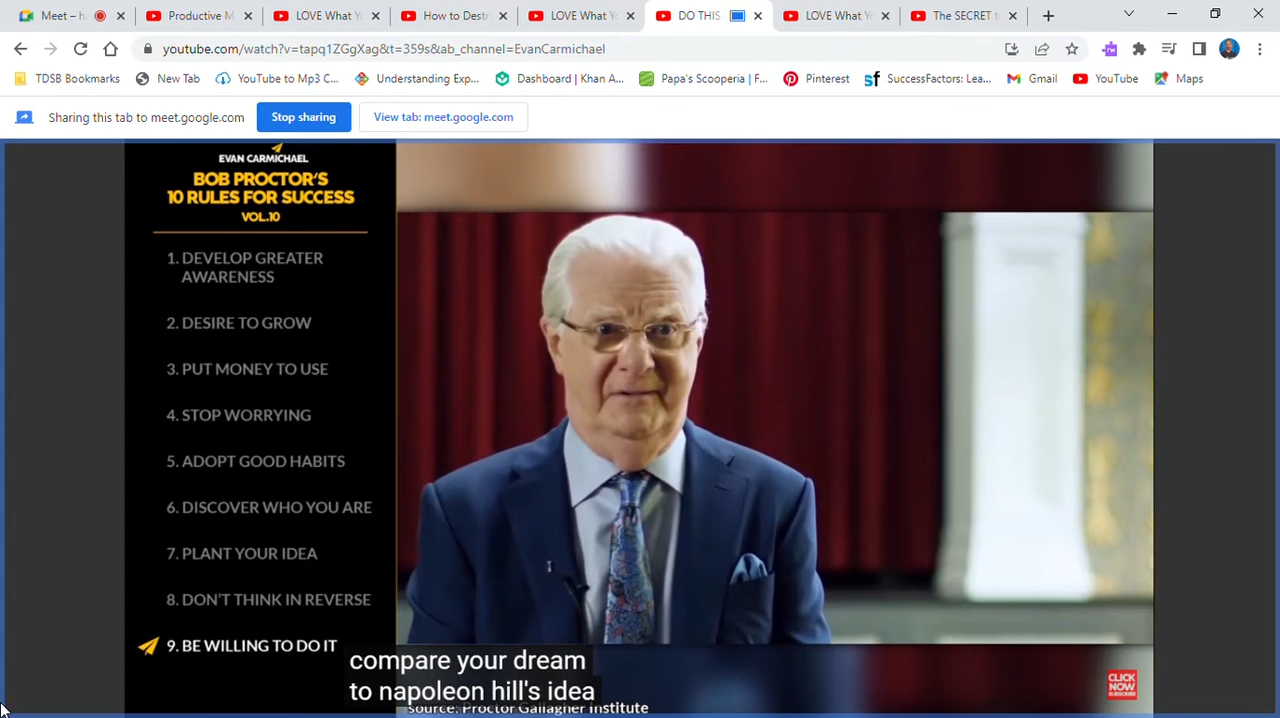 Meet – h
Productive M
LOVE What Yo
How to Destr
LOVE What Yo
DO THIS
LOVE What Yo
The SECRET t
youtube.com/watch?v=tapq1ZGgXag&t=359s&ab_channel=EvanCarmichael
TDSB Bookmarks
New Tab
YouTube to Mp3 C...
Understanding Exp...
Dashboard | Khan A...
Papa's Scooperia | F...
Pinterest
SuccessFactors: Lea...
Gmail
YouTube
Maps
Sharing this tab to meet.google.com
Stop sharing
View tab: meet.google.com
EVAN CARMICHAEL
BOB PROCTOR'S
10 RULES FOR SUCCESS
VOL.10
1. DEVELOP GREATER
AWARENESS
2. DESIRE TO GROW
3. PUT MONEY TO USE
4. STOP WORRYING
5. ADOPT GOOD HABITS
6. DISCOVER WHO YOU ARE
7. PLANT YOUR IDEA
8. DON'T THINK IN REVERSE
9. BE WILLING TO DO IT
compare your dream
to napoleon hill's idea
source: Proctor Gallagher Institute
CLICK
NOW
SUBSCRIBE